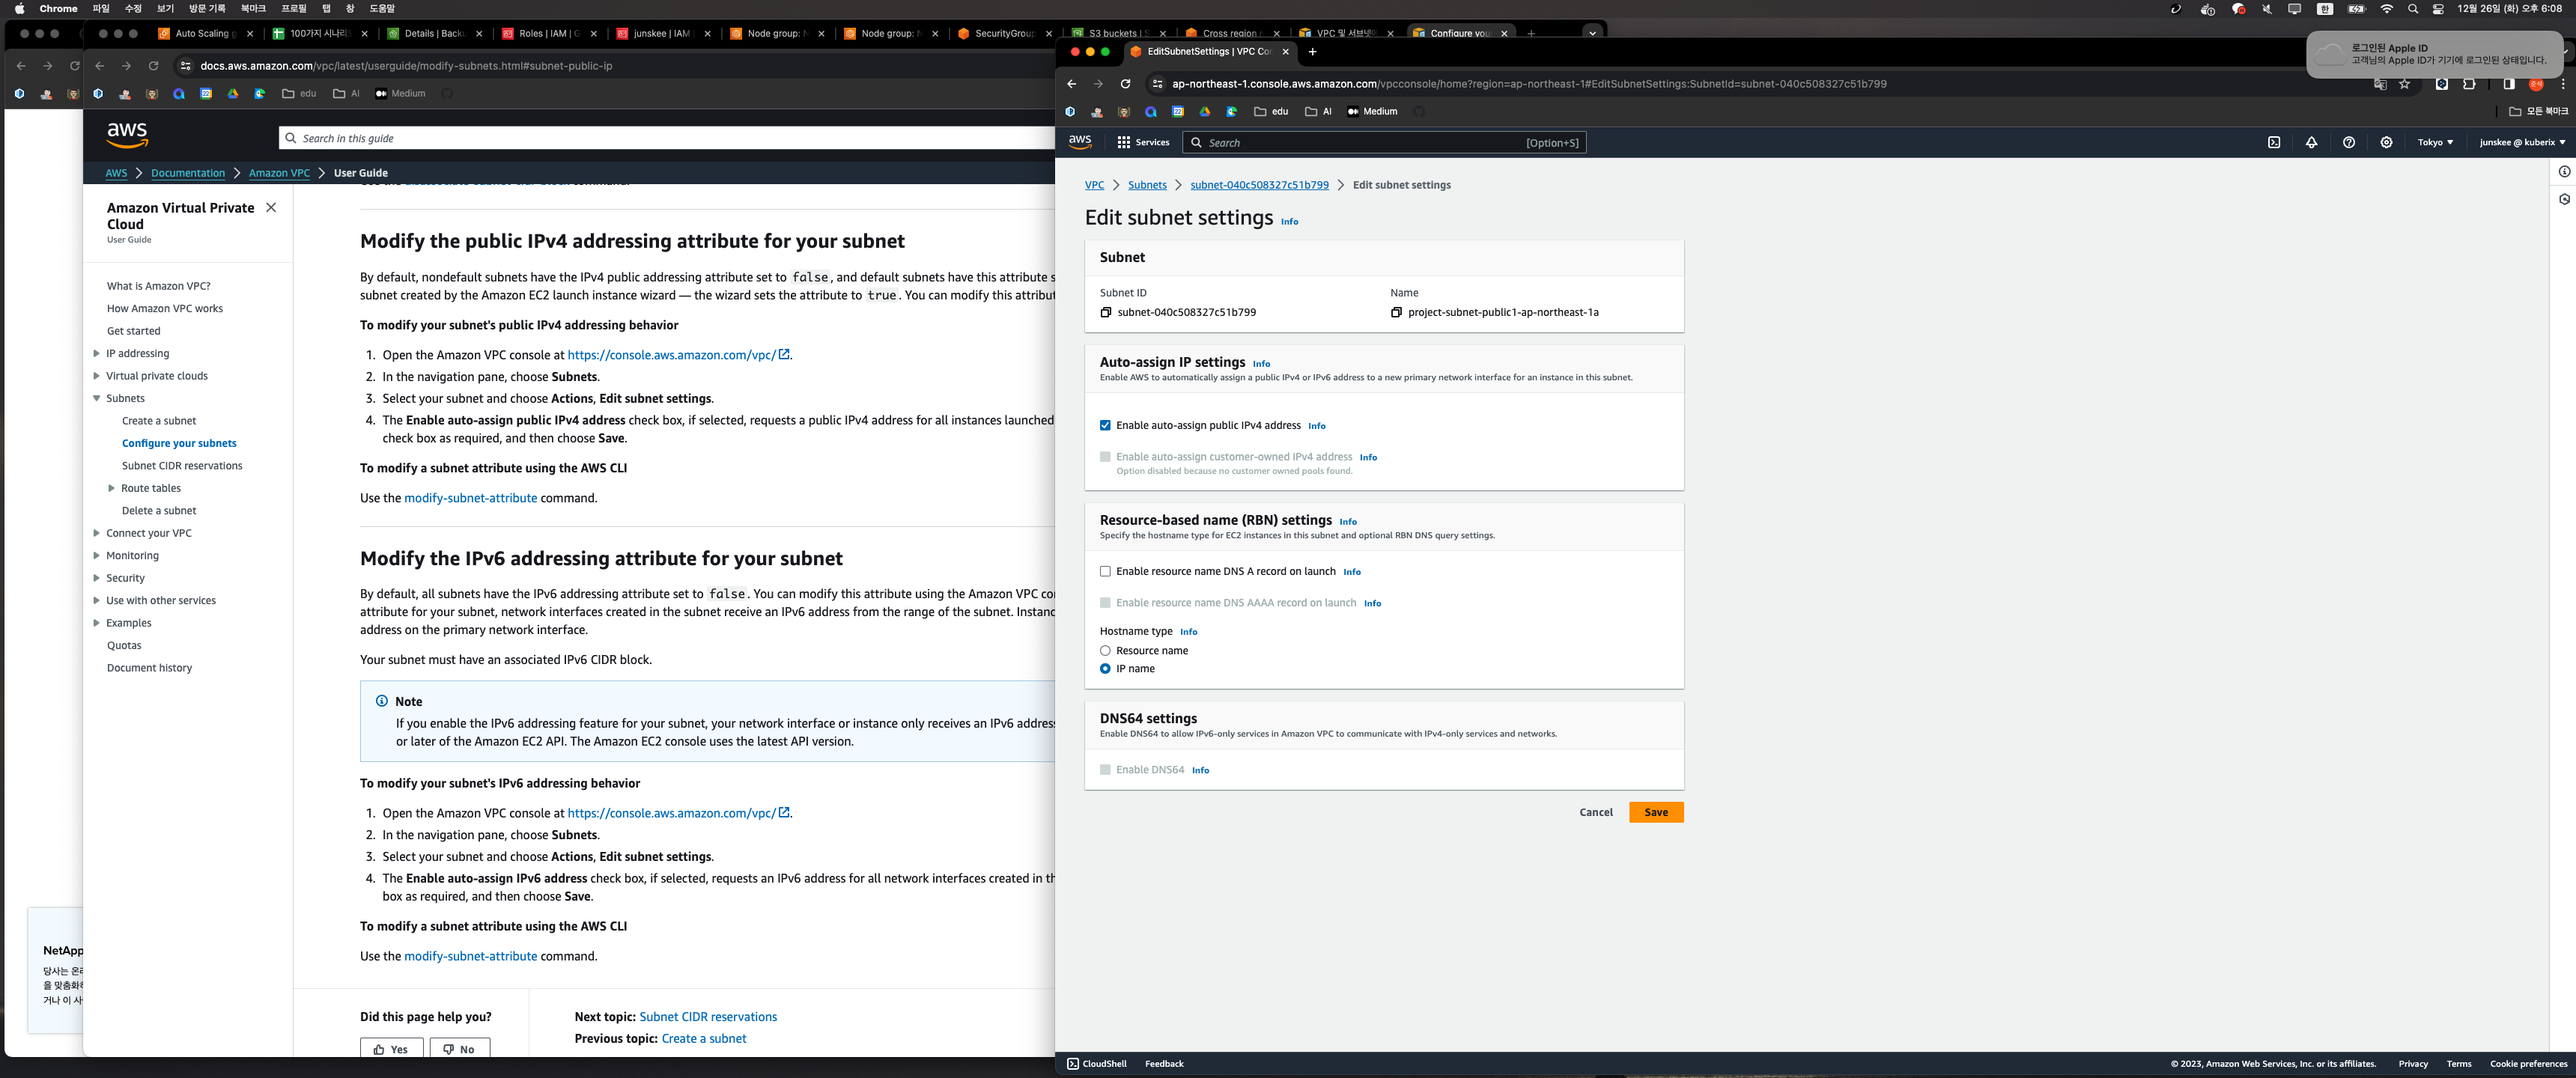 Chrome 파일 수정 보기 방문 기록 북마크 프로필 탭 창 도움말
한 12월 26일 (화) 오후 6:08
Auto Scaling g
100가지 시나리오
Details | Backu
Roles | IAM | G
junskee | IAM |
Node group: N
Node group: N
SecurityGroup
S3 buckets | S
Cross region r
VPC 및 서브넷에
Configure your
docs.aws.amazon.com/vpc/latest/userguide/modify-subnets.html#subnet-public-ip
edu AI Medium
aws
Search in this guide
AWS > Documentation > Amazon VPC > User Guide
Amazon Virtual Private
Cloud
User Guide
What is Amazon VPC?
How Amazon VPC works
Get started
IP addressing
Virtual private clouds
Subnets
Create a subnet
Configure your subnets
Subnet CIDR reservations
Route tables
Delete a subnet
Connect your VPC
Monitoring
Security
Use with other services
Examples
Quotas
Document history
NetApp
당사는 온라
을 맞춤화하
거나 이 사
Modify the public IPv4 addressing attribute for your subnet
By default, nondefault subnets have the IPv4 public addressing attribute set to false, and default subnets have this attribute s
subnet created by the Amazon EC2 launch instance wizard — the wizard sets the attribute to true. You can modify this attribut
To modify your subnet's public IPv4 addressing behavior
1. Open the Amazon VPC console at https://console.aws.amazon.com/vpc/.
2. In the navigation pane, choose Subnets.
3. Select your subnet and choose Actions, Edit subnet settings.
4. The Enable auto-assign public IPv4 address check box, if selected, requests a public IPv4 address for all instances launched
check box as required, and then choose Save.
To modify a subnet attribute using the AWS CLI
Use the modify-subnet-attribute command.
Modify the IPv6 addressing attribute for your subnet
By default, all subnets have the IPv6 addressing attribute set to false. You can modify this attribute using the Amazon VPC co
attribute for your subnet, network interfaces created in the subnet receive an IPv6 address from the range of the subnet. Instanc
address on the primary network interface.
Your subnet must have an associated IPv6 CIDR block.
Note
If you enable the IPv6 addressing feature for your subnet, your network interface or instance only receives an IPv6 addres
or later of the Amazon EC2 API. The Amazon EC2 console uses the latest API version.
To modify your subnet's IPv6 addressing behavior
1. Open the Amazon VPC console at https://console.aws.amazon.com/vpc/.
2. In the navigation pane, choose Subnets.
3. Select your subnet and choose Actions, Edit subnet settings.
4. The Enable auto-assign IPv6 address check box, if selected, requests an IPv6 address for all network interfaces created in th
box as required, and then choose Save.
To modify a subnet attribute using the AWS CLI
Use the modify-subnet-attribute command.
Did this page help you?
Yes No
Next topic: Subnet CIDR reservations
Previous topic: Create a subnet
EditSubnetSettings | VPC Co
로그인된 Apple ID
고객님의 Apple ID가 기기에 로그인된 상태입니다.
ap-northeast-1.console.aws.amazon.com/vpcconsole/home?region=ap-northeast-1#EditSubnetSettings:SubnetId=subnet-040c508327c51b799
edu AI Medium
모든 북마크
aws Services Search [Option+S] Tokyo junskee @ kuberix
VPC > Subnets > subnet-040c508327c51b799 > Edit subnet settings
Edit subnet settings Info
Subnet
Subnet ID
subnet-040c508327c51b799
Name
project-subnet-public1-ap-northeast-1a
Auto-assign IP settings Info
Enable AWS to automatically assign a public IPv4 or IPv6 address to a new primary network interface for an instance in this subnet.
Enable auto-assign public IPv4 address Info
Enable auto-assign customer-owned IPv4 address Info
Option disabled because no customer owned pools found.
Resource-based name (RBN) settings Info
Specify the hostname type for EC2 instances in this subnet and optional RBN DNS query settings.
Enable resource name DNS A record on launch Info
Enable resource name DNS AAAA record on launch Info
Hostname type Info
Resource name
IP name
DNS64 settings
Enable DNS64 to allow IPv6-only services in Amazon VPC to communicate with IPv4-only services and networks.
Enable DNS64 Info
Cancel Save
CloudShell Feedback © 2023, Amazon Web Services, Inc. or its affiliates. Privacy Terms Cookie preferences